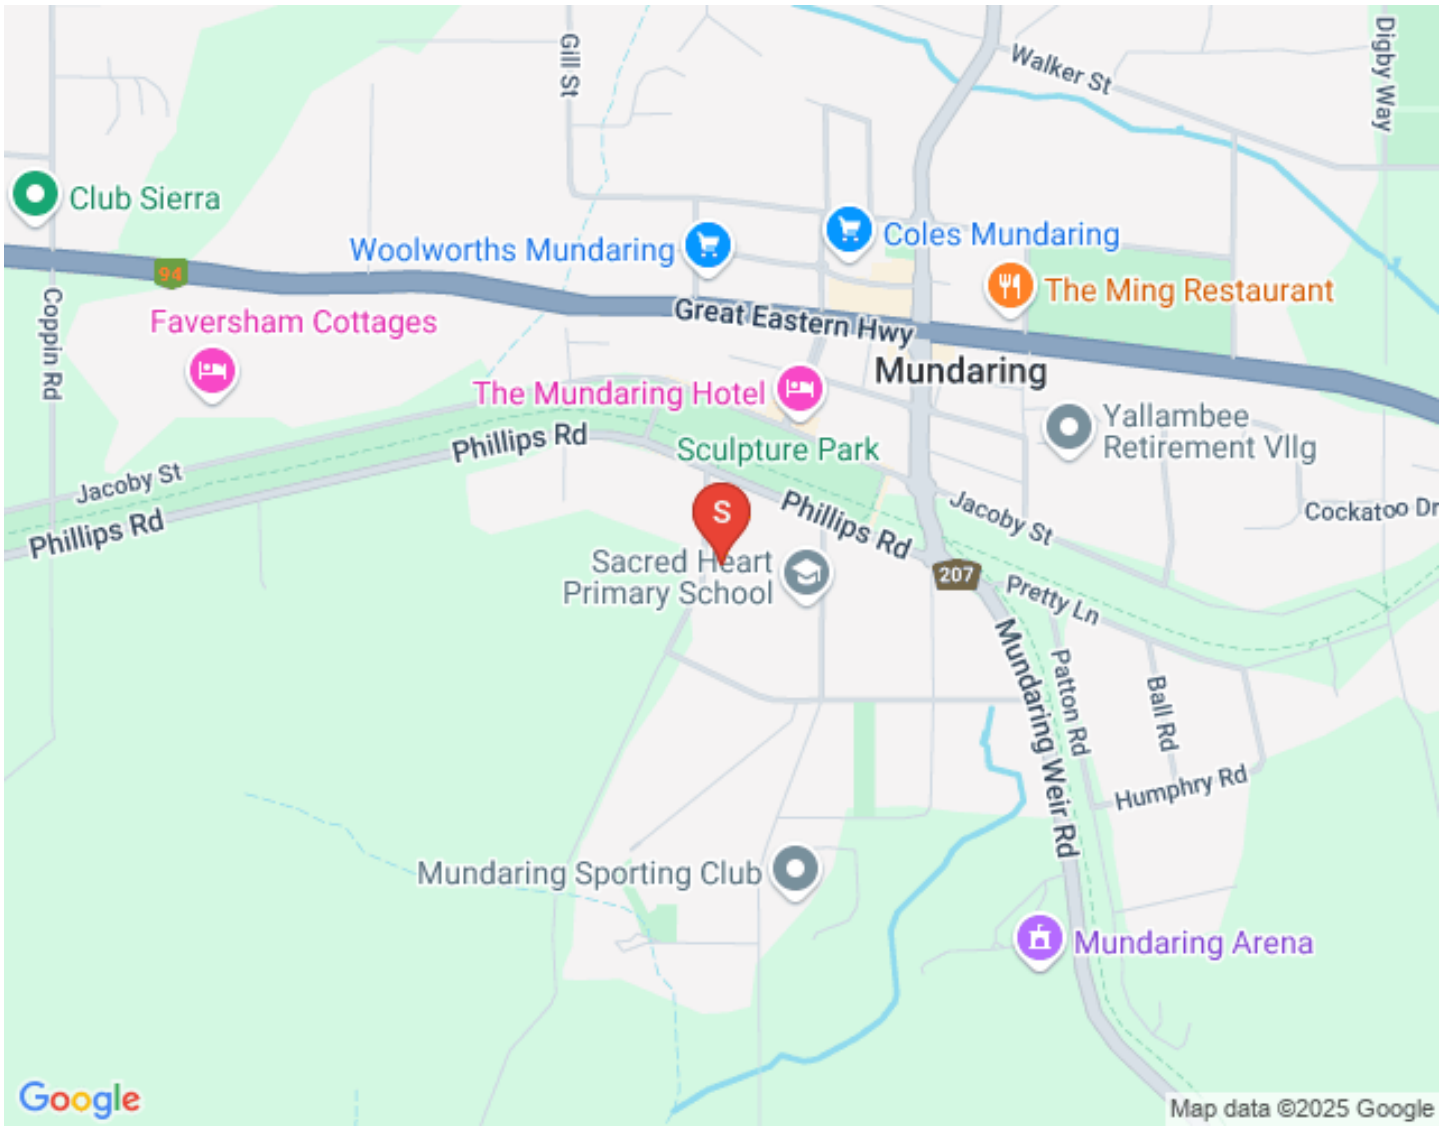 Gill St
Walker St
Digby Way
Club Sierra
Woolworths Mundaring
Coles Mundaring
94
The Ming Restaurant
Great Eastern Hwy
Coppin Rd
Faversham Cottages
Mundaring
The Mundaring Hotel
Yallambee
Retirement Vllg
Phillips Rd
Sculpture Park
Jacoby St
Phillips Rd
S
Phillips Rd
Jacoby St
Cockatoo Dr
Sacred Heart
Primary School
207
Pretty Ln
Mundaring Weir Rd
Patton Rd
Ball Rd
Humphry Rd
Mundaring Sporting Club
Mundaring Arena
Google
Map data ©2025 Google